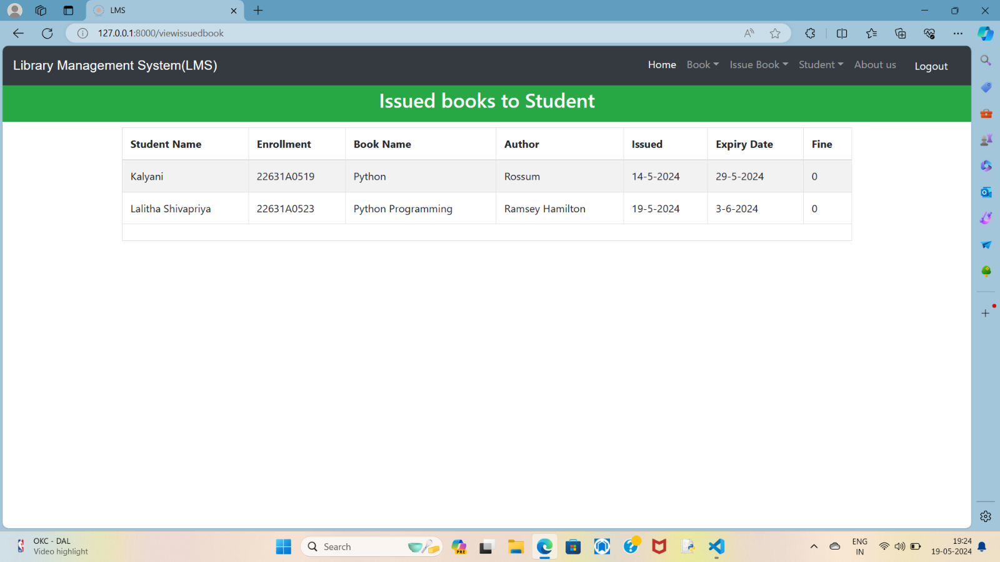 LMS
127.0.0.1:8000/viewissuedbook
Library Management System(LMS)
Home Book Issue Book Student About us Logout
Issued books to Student
Student Name Enrollment Book Name Author Issued Expiry Date Fine
Kalyani 22631A0519 Python Rossum 14-5-2024 29-5-2024 0
Lalitha Shivapriya 22631A0523 Python Programming Ramsey Hamilton 19-5-2024 3-6-2024 0
OKC - DAL
Video highlight
Search
PRE
ENG
IN
19:24
19-05-2024